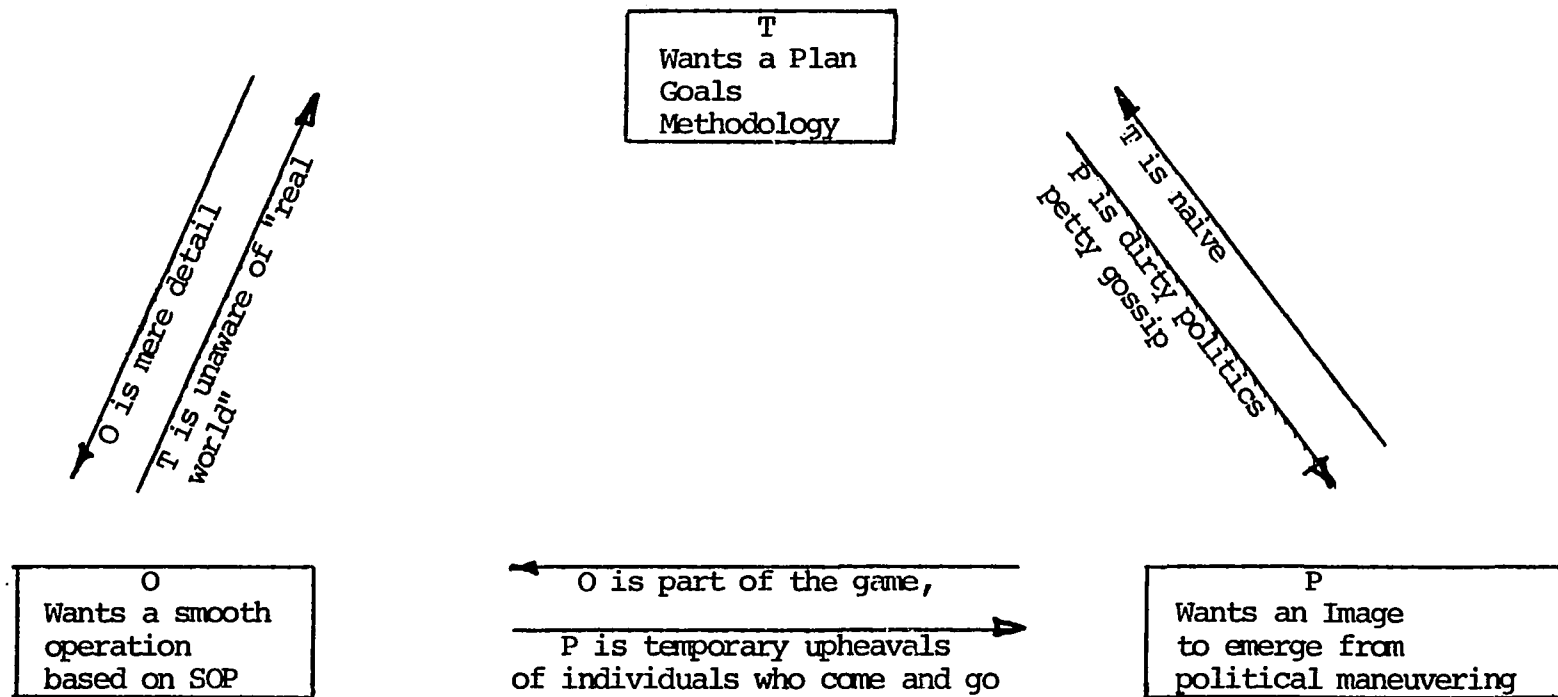 T
Wants a Plan
Goals
Methodology
O is mere detail
T is unaware of "real
world"
T is naive
P is dirty politics
petty gossip
O
Wants a smooth
operation
based on SOP
O is part of the game,
P is temporary upheavals
of individuals who come and go
P
Wants an Image
to emerge from
political maneuvering